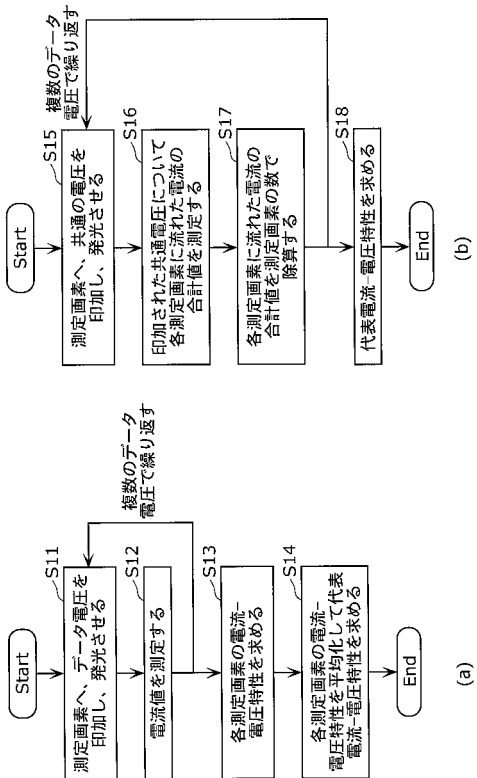 Start
測定画素へ、データ電圧を
印加し、発光させる
S11
電流値を測定する
S12
複数のデータ
電圧で繰り返す
各測定画素の電流−
電圧特性を求める
S13
各測定画素の電流−
電圧特性を平均化して代表
電流−電圧特性を求める
S14
End
(a)
Start
測定画素へ、共通の電圧を
印加し、発光させる
S15
複数のデータ
電圧で繰り返す
印加された共通電圧について
各測定画素に流れた電流の
合計値を測定する
S16
各測定画素に流れた電流の
合計値を測定画素の数で
除算する
S17
代表電流−電圧特性を求める
S18
End
(b)